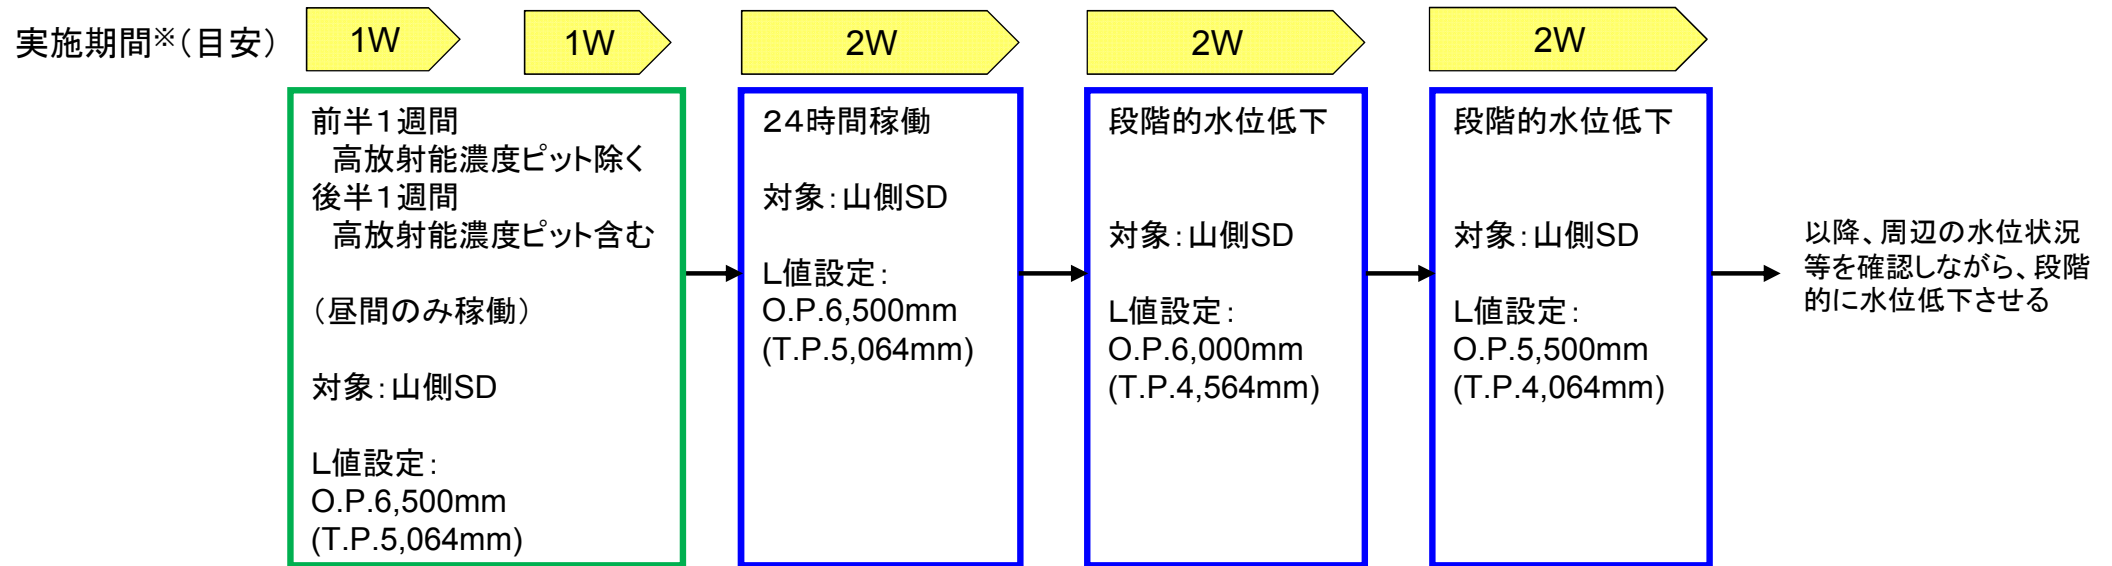 実施期間※（目安）
1W
1W
2W
2W
2W
前半１週間
高放射能濃度ピット除く
後半１週間
高放射能濃度ピット含む
（昼間のみ稼働）
対象：山側SD
Ｌ値設定：
O.P.6,500mm
(T.P.5,064mm)
２４時間稼働
対象：山側SD
Ｌ値設定：
O.P.6,500mm
(T.P.5,064mm)
段階的水位低下
対象：山側SD
Ｌ値設定：
O.P.6,000mm
(T.P.4,564mm)
段階的水位低下
対象：山側SD
Ｌ値設定：
O.P.5,500mm
(T.P.4,064mm)
以降、周辺の水位状況
等を確認しながら、段階
的に水位低下させる